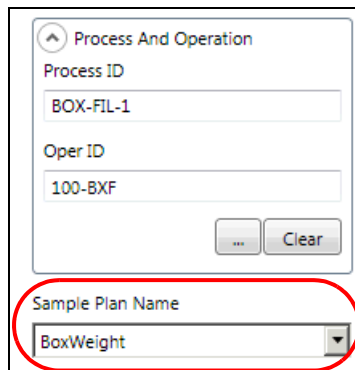 Process And Operation
Process ID
BOX-FIL-1
Oper ID
100-BXF
... Clear
Sample Plan Name
BoxWeight